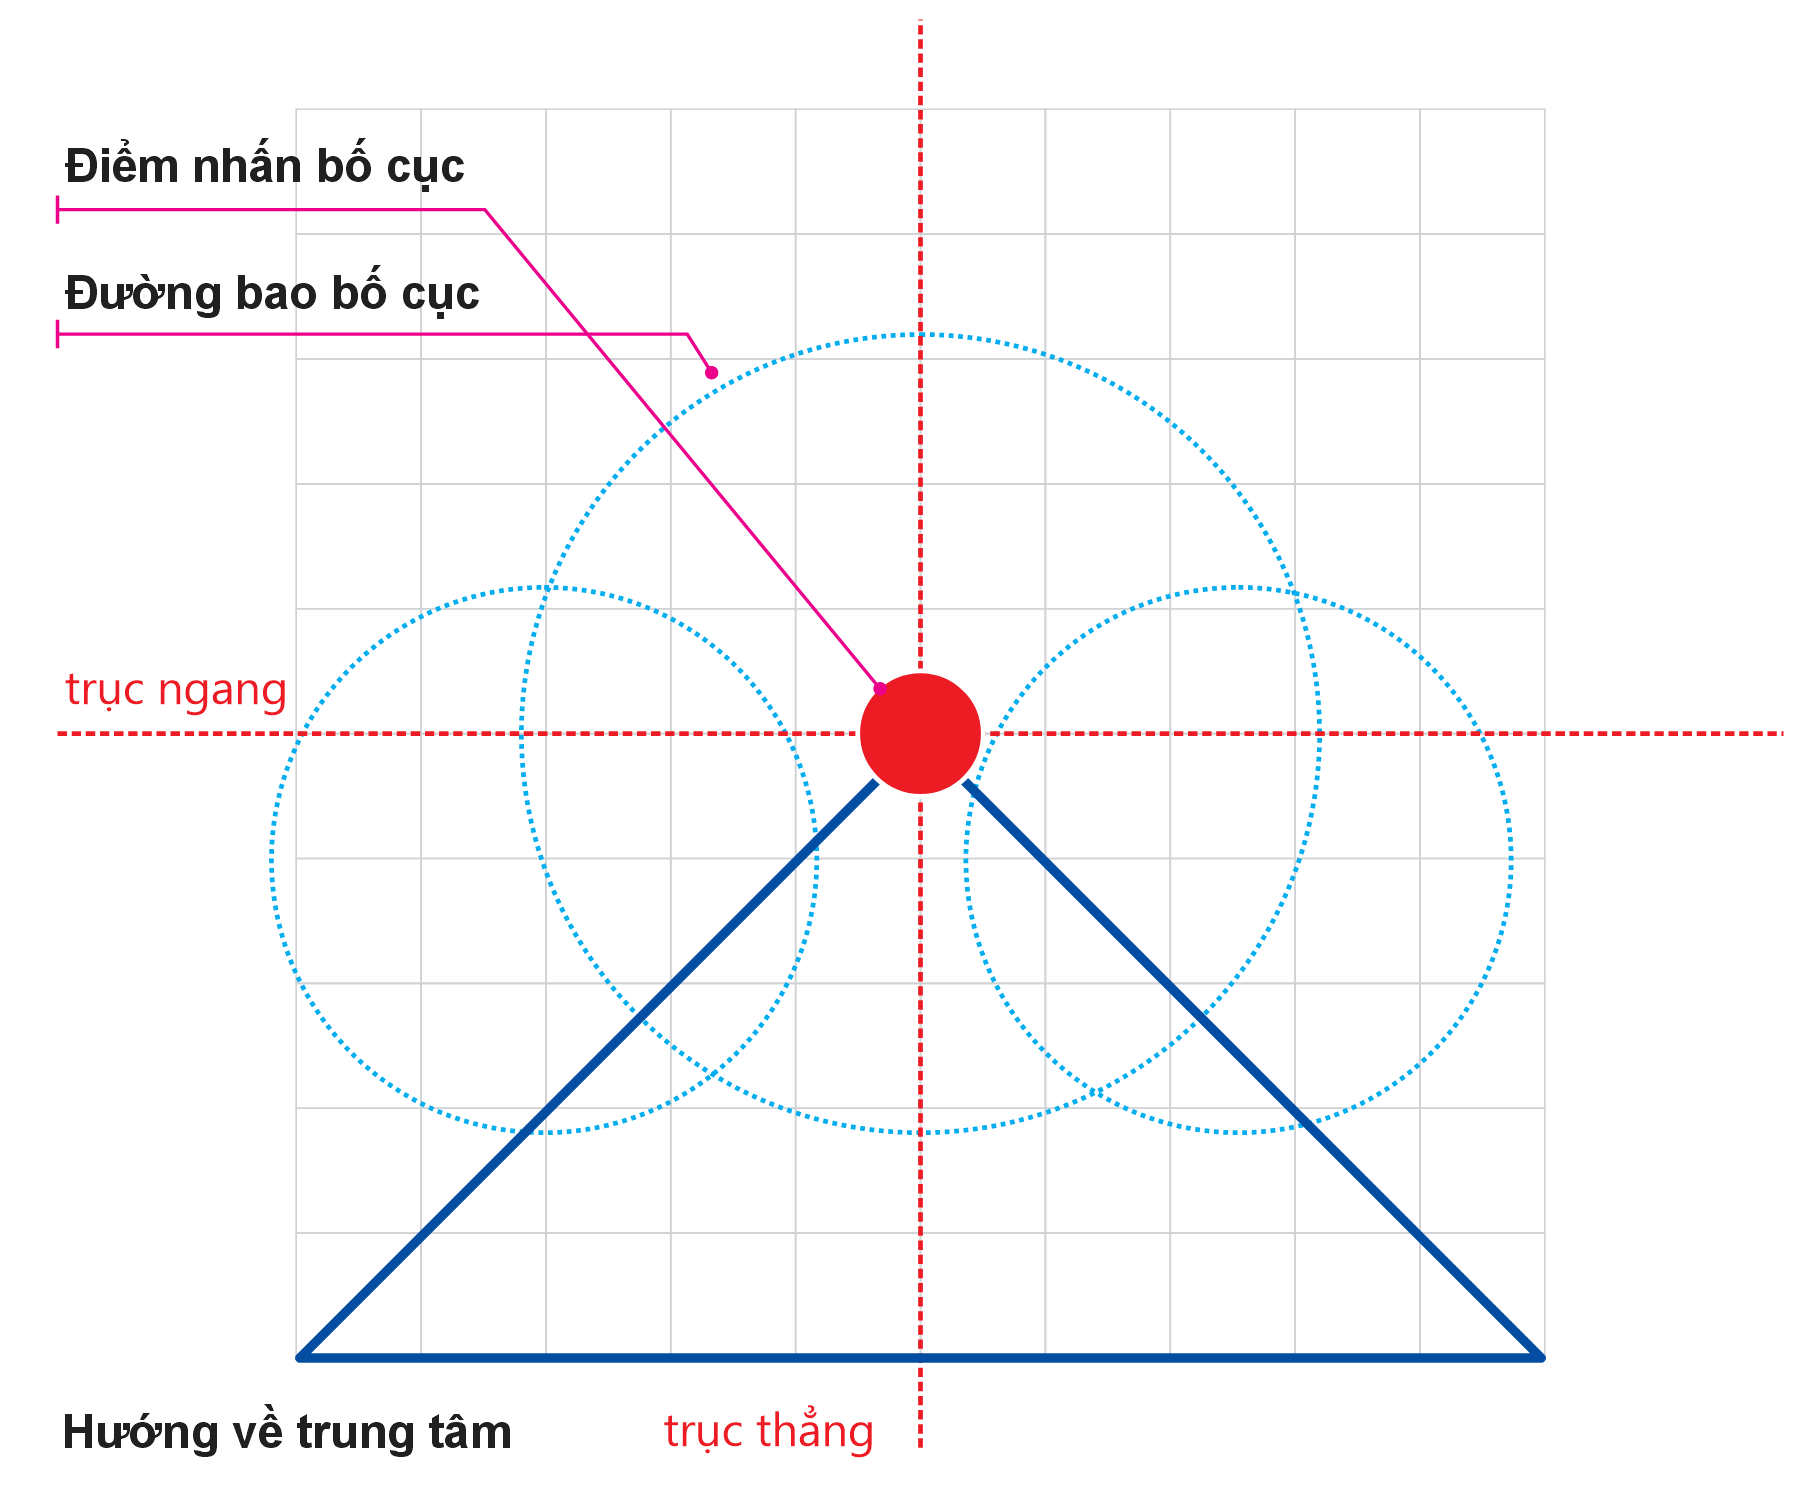 Điểm nhấn bố cục
Đường bao bố cục
trục ngang
Hướng về trung tâm
trục thẳng